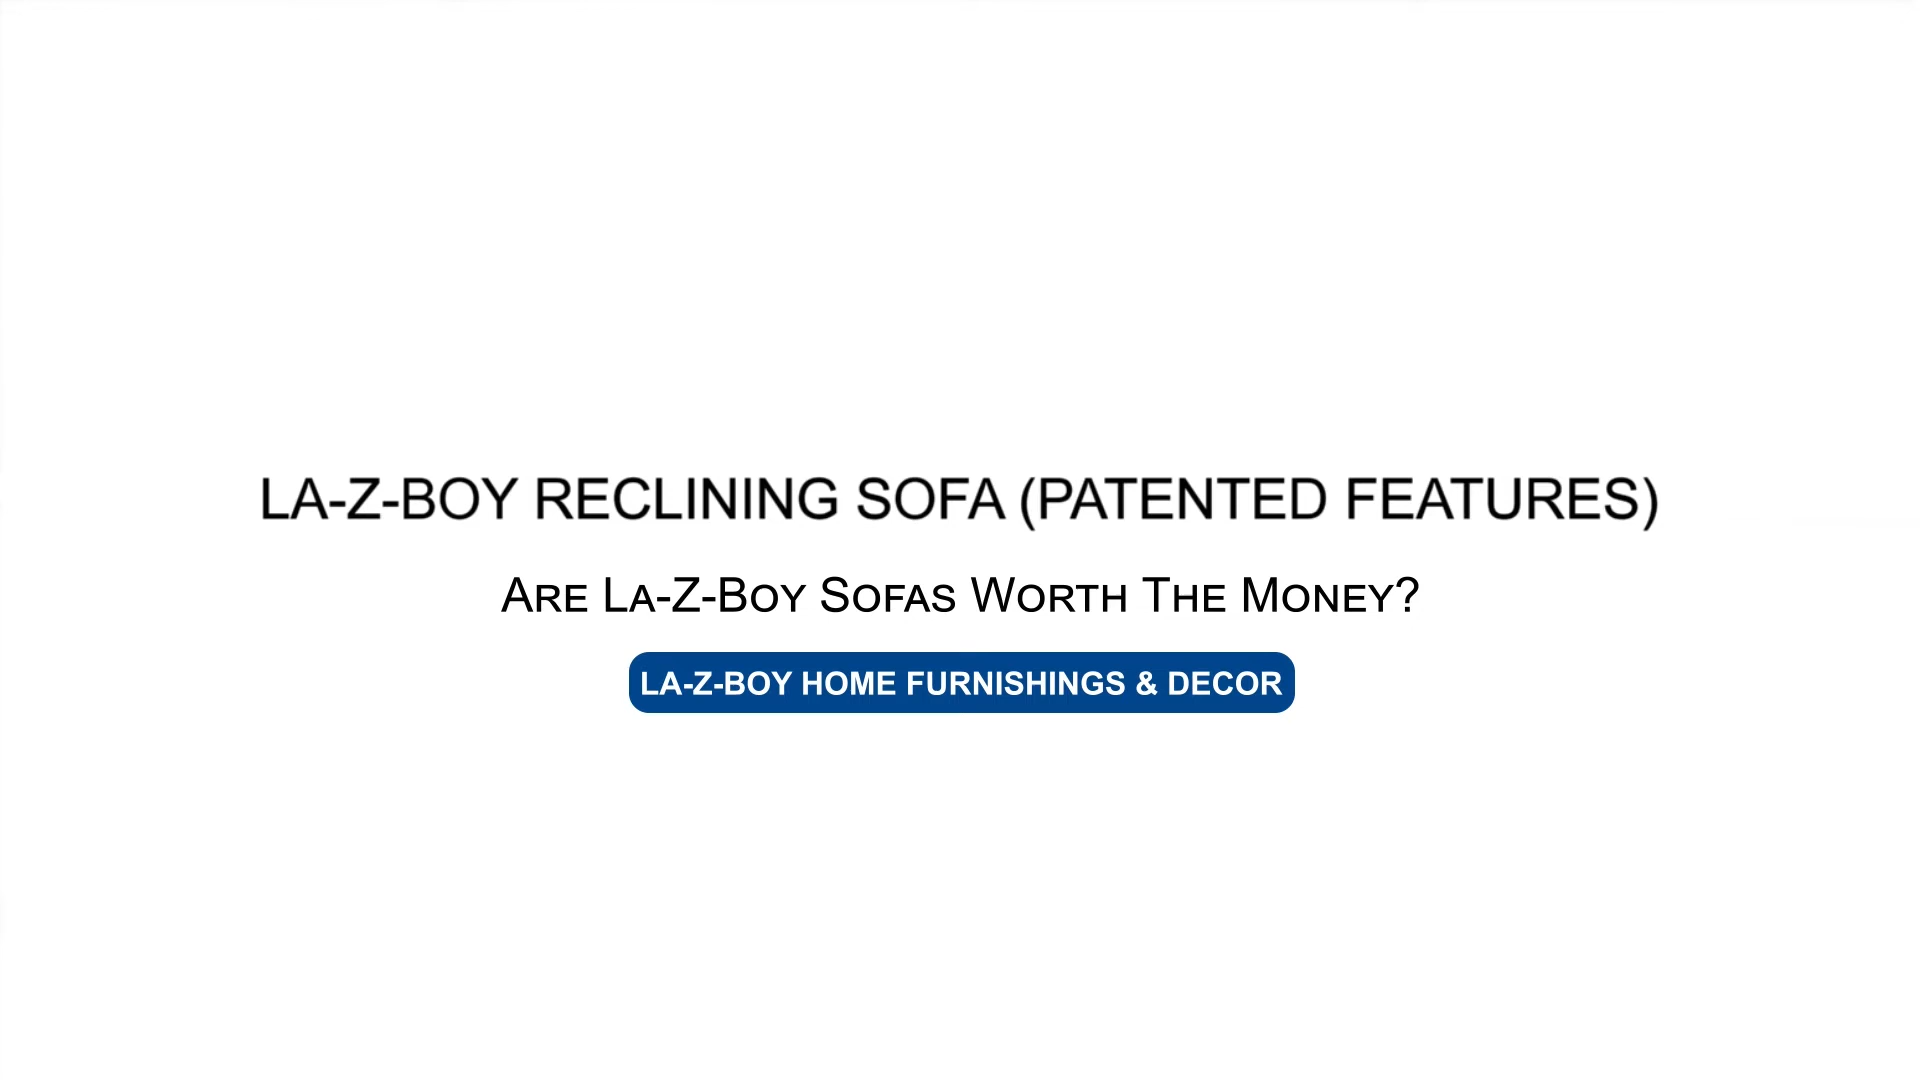 LA-Z-BOY RECLINING SOFA (PATENTED FEATURES)
Are La-Z-Boy Sofas Worth The Money?
LA-Z-BOY HOME FURNISHINGS & DECOR